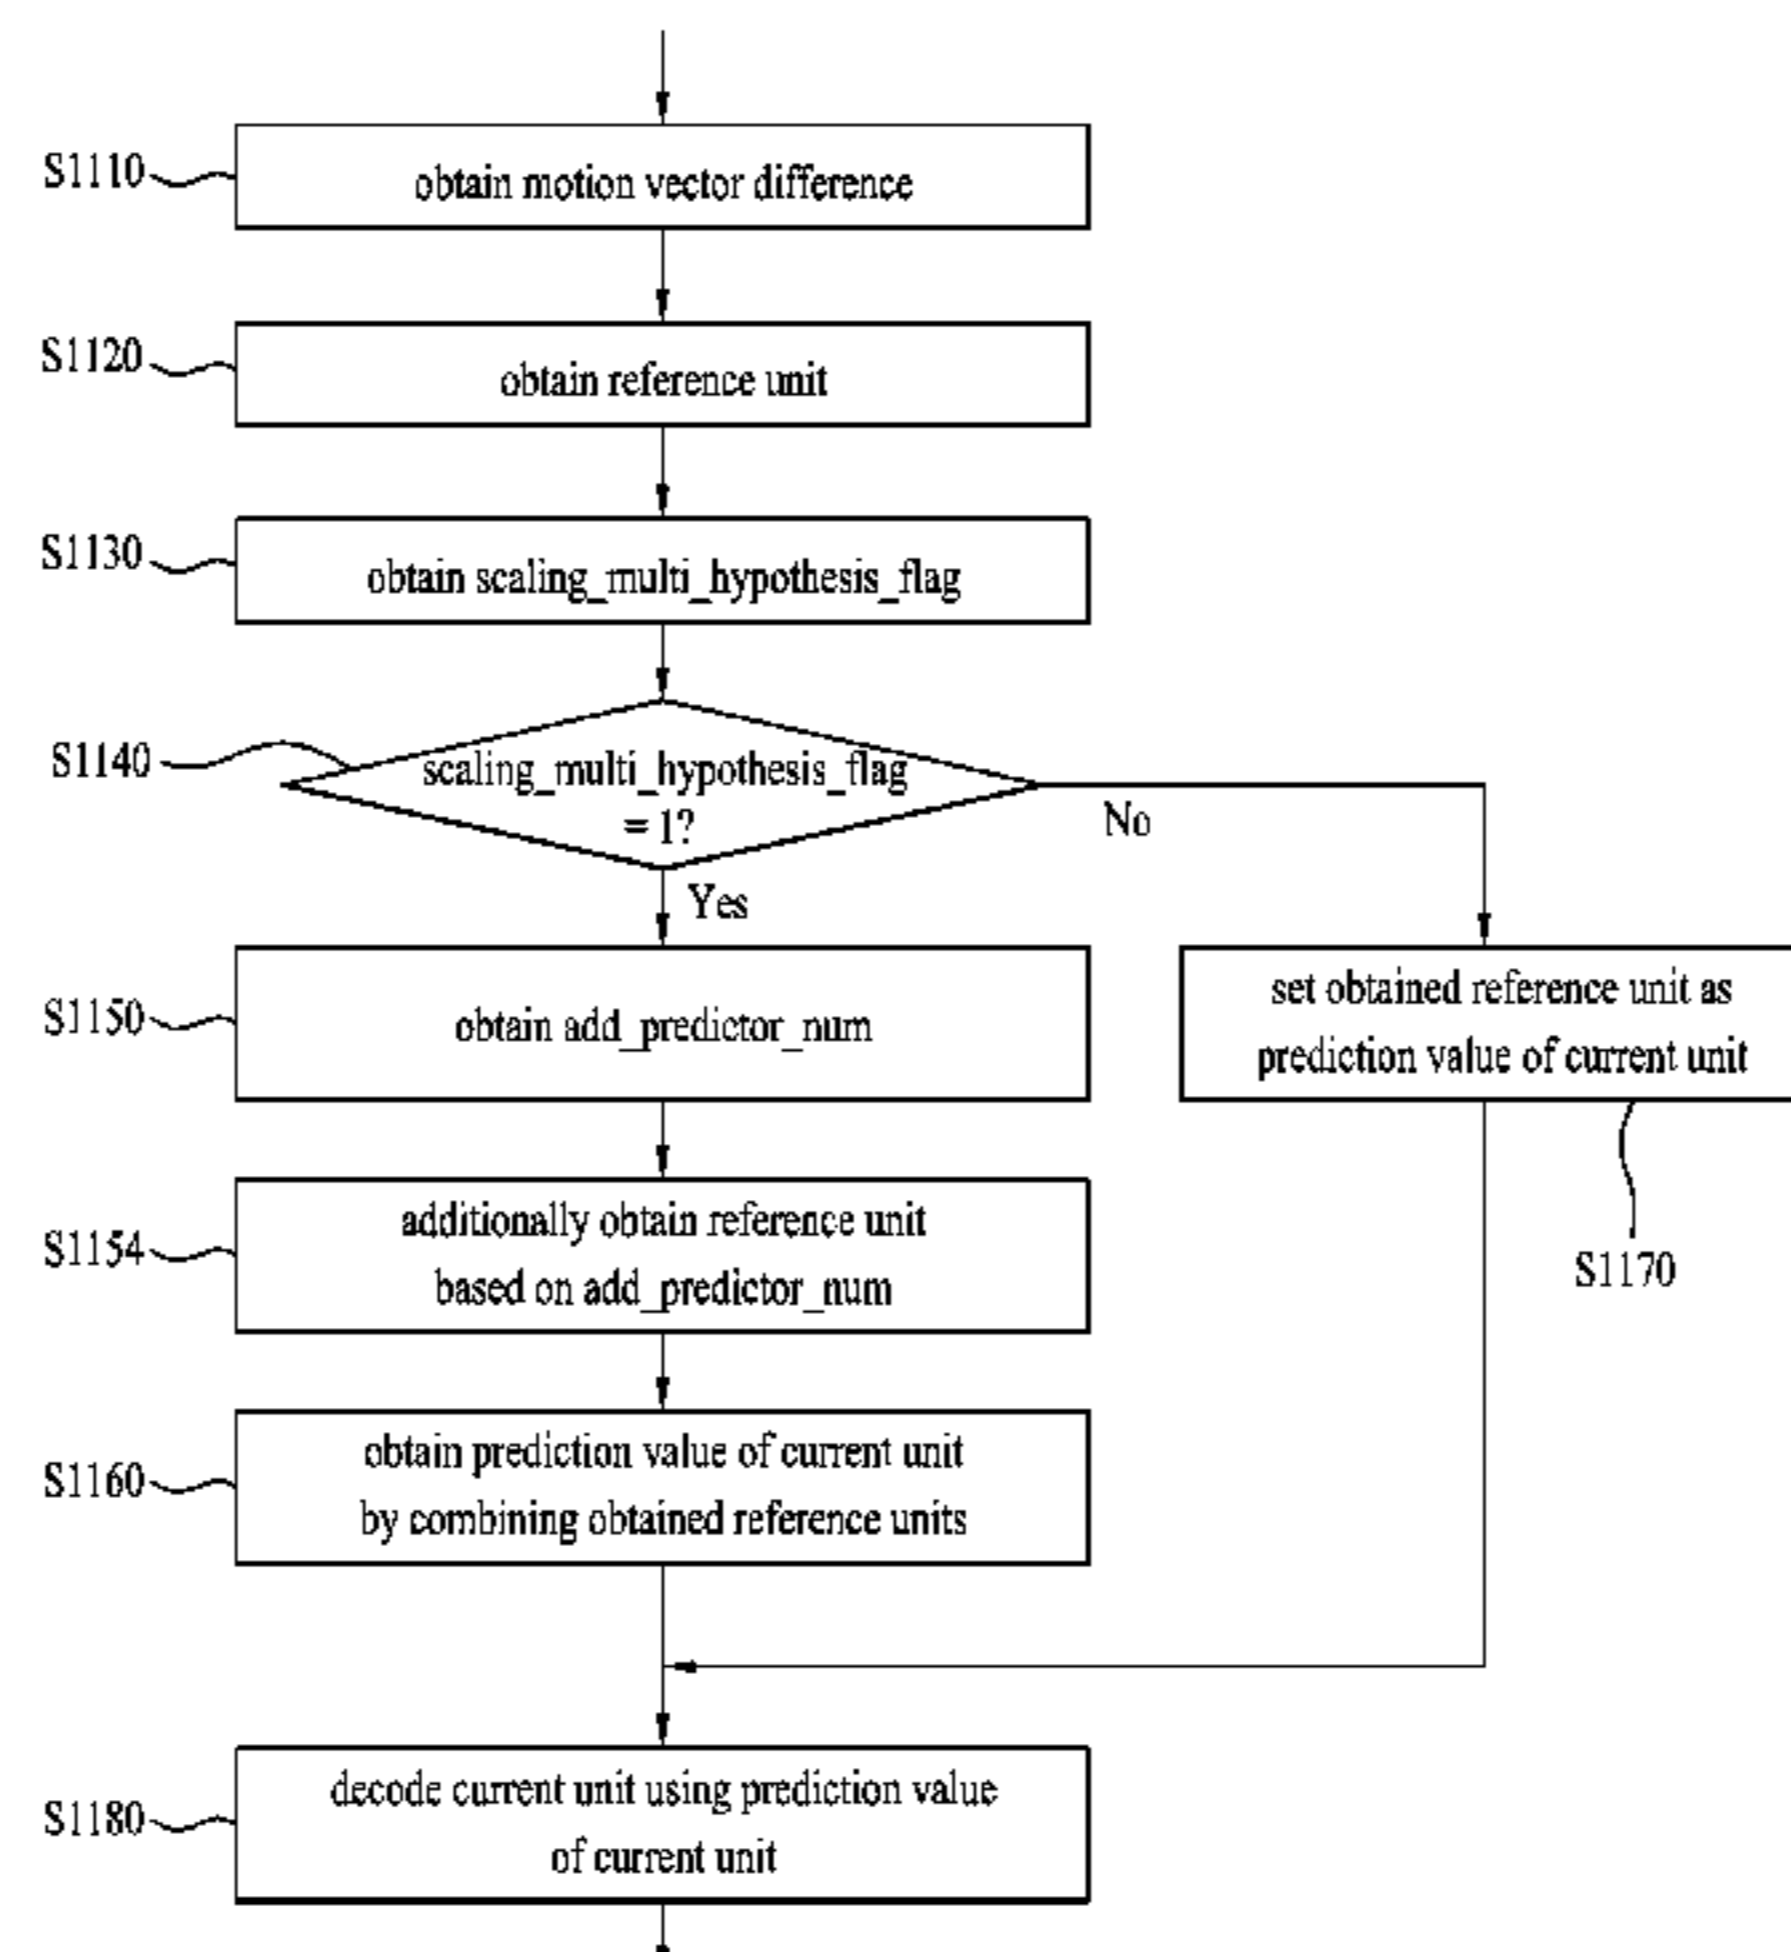 S1110
obtain motion vector difference
S1120
obtain reference unit
S1130
obtain scaling_multi_hypothesis_flag
S1140
scaling_multi_hypothesis_flag
= 1?
No
Yes
S1150
obtain add_predictor_num
set obtained reference unit as
prediction value of current unit
S1154
additionally obtain reference unit
based on add_predictor_num
S1170
S1160
obtain prediction value of current unit
by combining obtained reference units
S1180
decode current unit using prediction value
of current unit